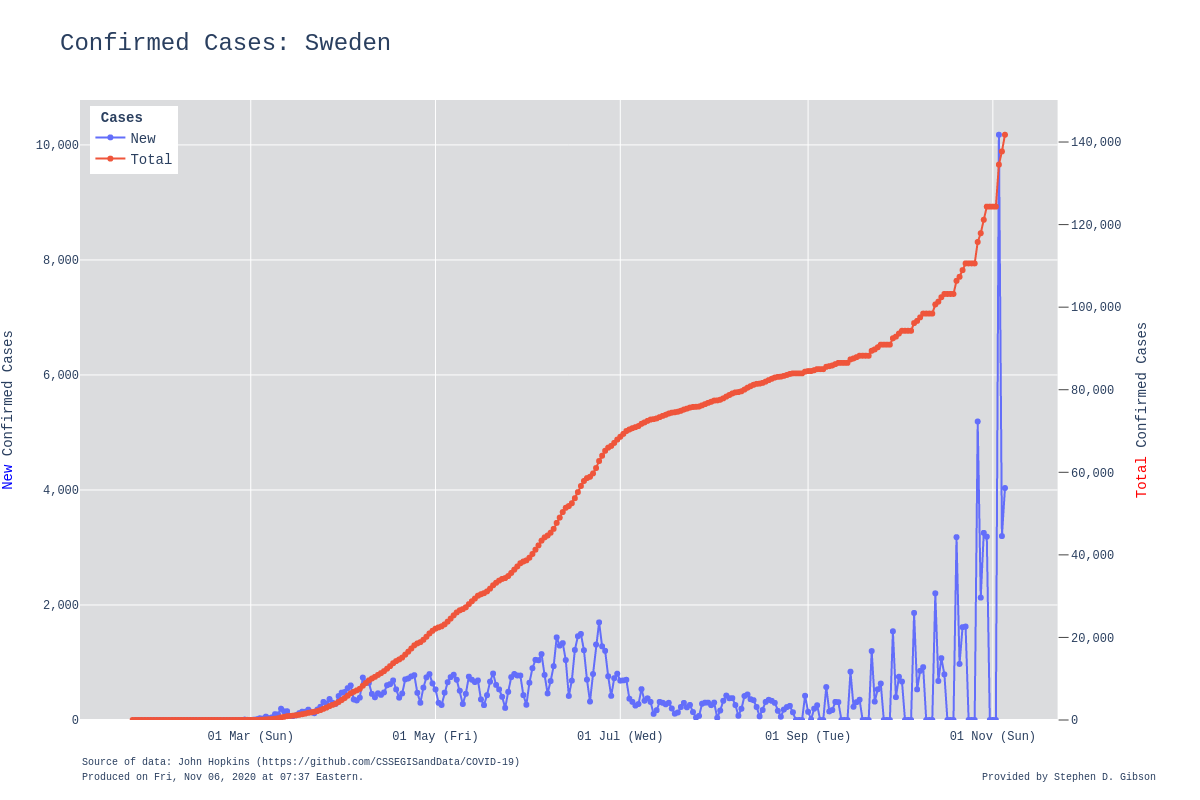 Confirmed Cases: Sweden
Cases
New
Total
10,000
8,000
6,000
4,000
2,000
0
140,000
120,000
100,000
80,000
60,000
40,000
20,000
0
New Confirmed Cases
Total Confirmed Cases
01 Mar (Sun) 01 May (Fri) 01 Jul (Wed) 01 Sep (Tue) 01 Nov (Sun)
Source of data: John Hopkins (https://github.com/CSSEGISandData/COVID-19)
Produced on Fri, Nov 06, 2020 at 07:37 Eastern.
Provided by Stephen D. Gibson